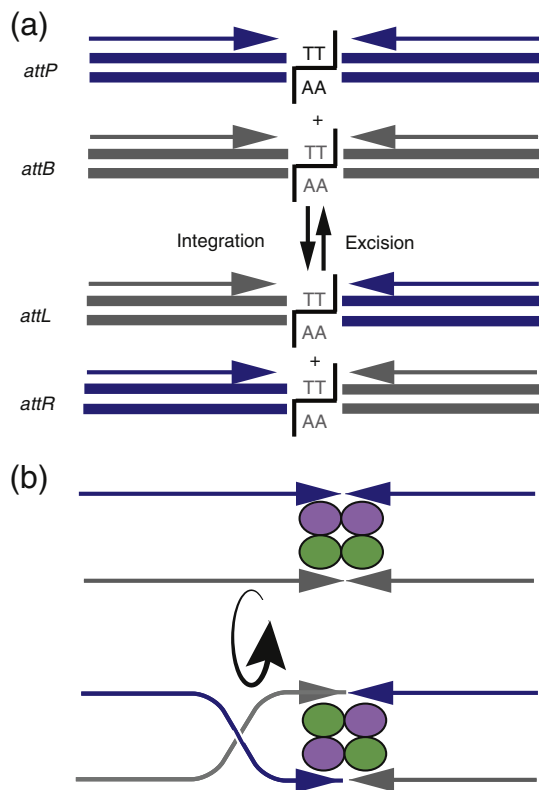 (a)
attP
TT
AA
+
attB
TT
AA
Integration
Excision
attL
TT
AA
+
attR
TT
AA
(b)